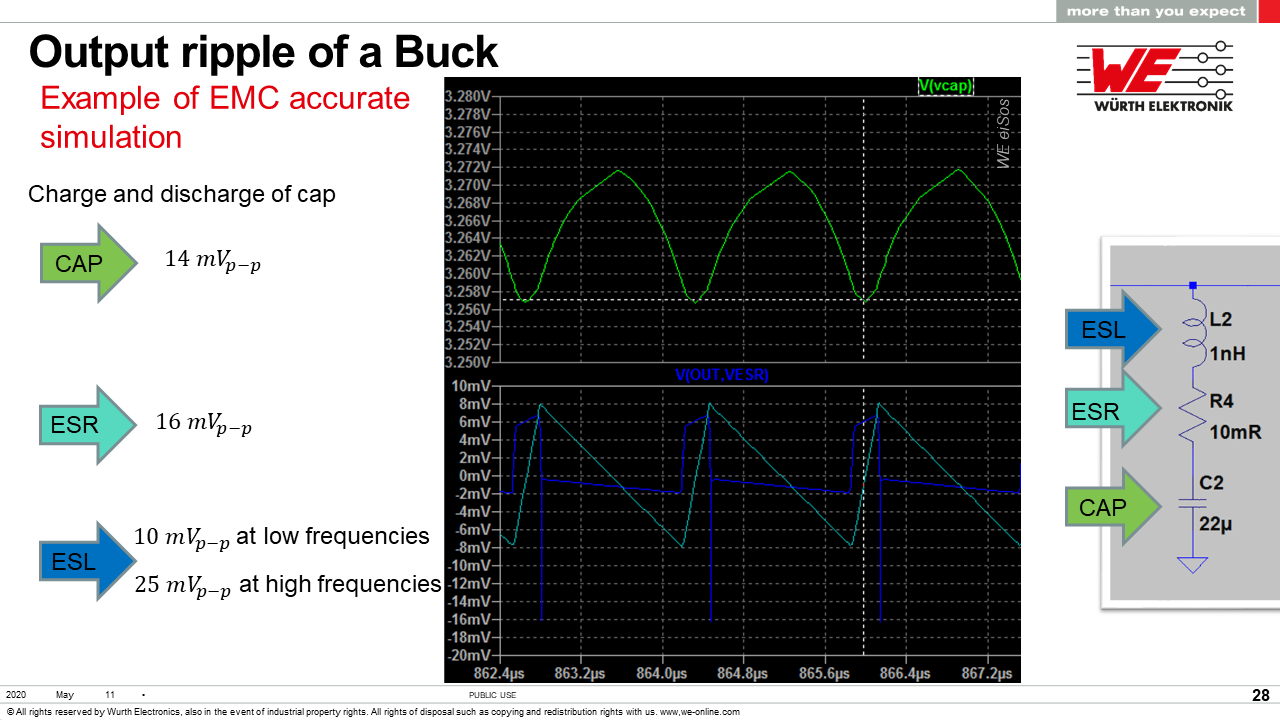 more than you expect
Output ripple of a Buck
Example of EMC accurate
simulation
WE
WÜRTH ELEKTRONIK
Charge and discharge of cap
CAP
14 mVp−p
ESR
16 mVp−p
ESL
10 mVp−p at low frequencies
25 mVp−p at high frequencies
V(vcap)
WE eiSos
3.280V
3.278V
3.276V
3.274V
3.272V
3.270V
3.268V
3.266V
3.264V
3.262V
3.260V
3.258V
3.256V
3.254V
3.252V
3.250V
V(OUT,VESR)
10mV
8mV
6mV
4mV
2mV
0mV
-2mV
-4mV
-6mV
-8mV
-10mV
-12mV
-14mV
-16mV
-18mV
-20mV
862.4µs 863.2µs 864.0µs 864.8µs 865.6µs 866.4µs 867.2µs
ESL
L2
1nH
ESR
R4
10mR
CAP
C2
22µ
2020 May 11 •
PUBLIC USE
28
© All rights reserved by Wurth Electronics, also in the event of industrial property rights. All rights of disposal such as copying and redistribution rights with us. www,we-online.com